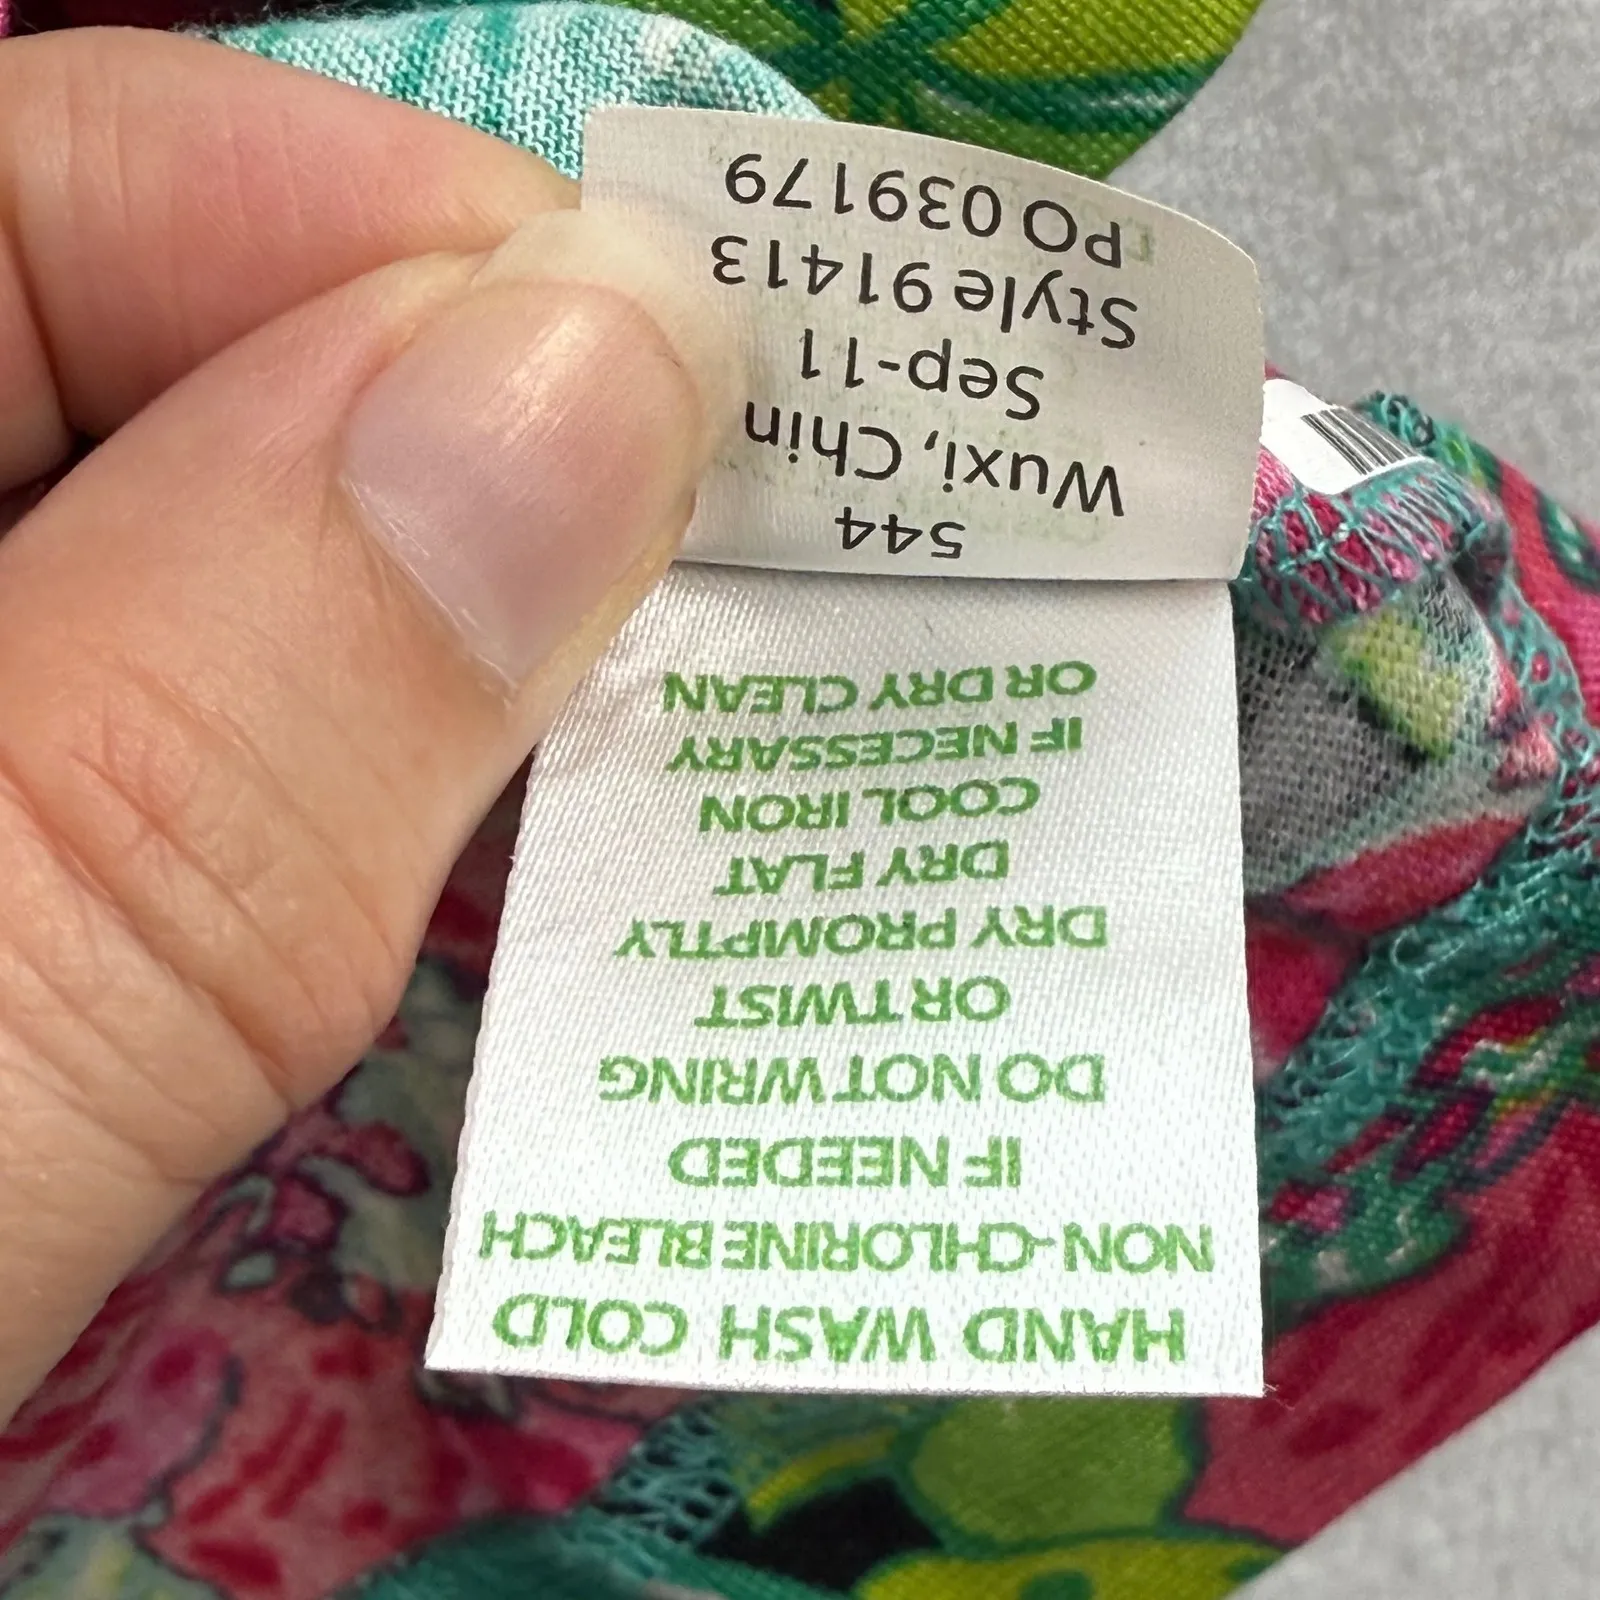 544
Wuxi, Chin
Sep-11
Style 91413
PO 039179
HAND WASH COLD
NON-CHLORINE BLEACH
IF NEEDED
DO NOT WRING
OR TWIST
DRY PROMPTLY
DRY FLAT
COOL IRON
IF NECESSARY
OR DRY CLEAN